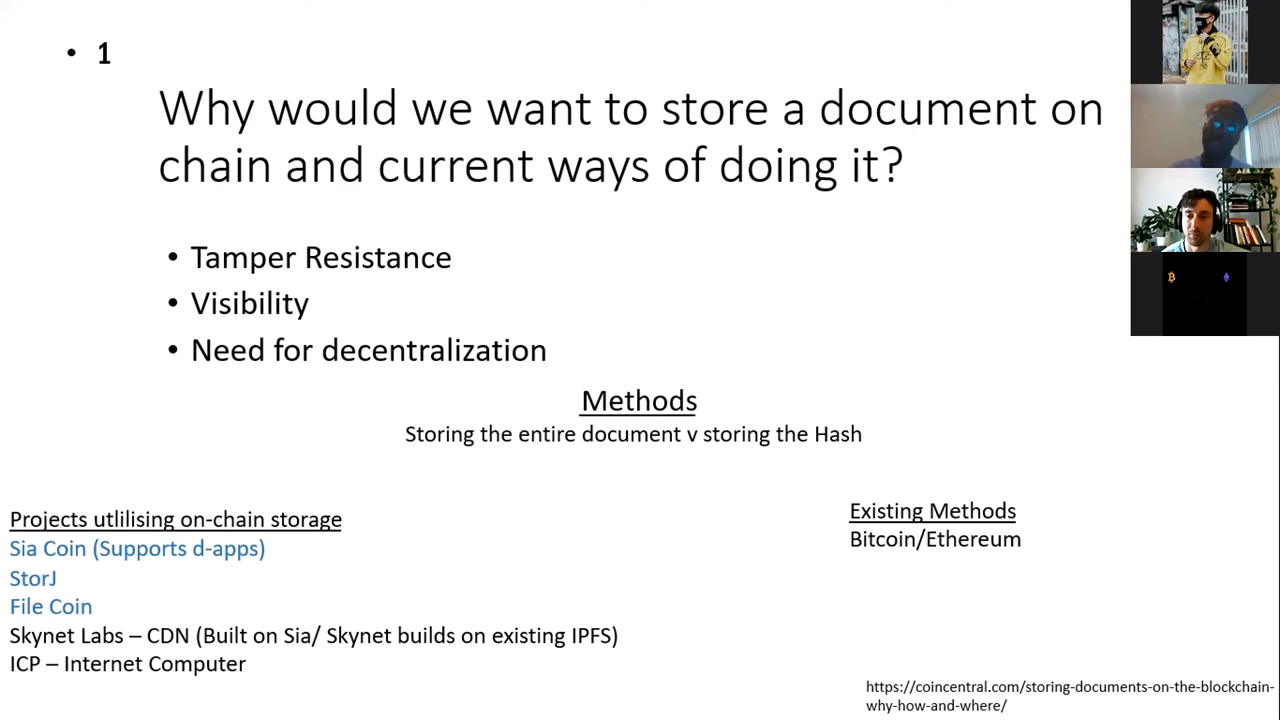 • 1
Why would we want to store a document on
chain and current ways of doing it?
• Tamper Resistance
• Visibility
• Need for decentralization
Methods
Storing the entire document v storing the Hash
Projects utlilising on-chain storage
Sia Coin (Supports d-apps)
StorJ
File Coin
Skynet Labs – CDN (Built on Sia/ Skynet builds on existing IPFS)
ICP – Internet Computer
Existing Methods
Bitcoin/Ethereum
https://coincentral.com/storing-documents-on-the-blockchain-
why-how-and-where/